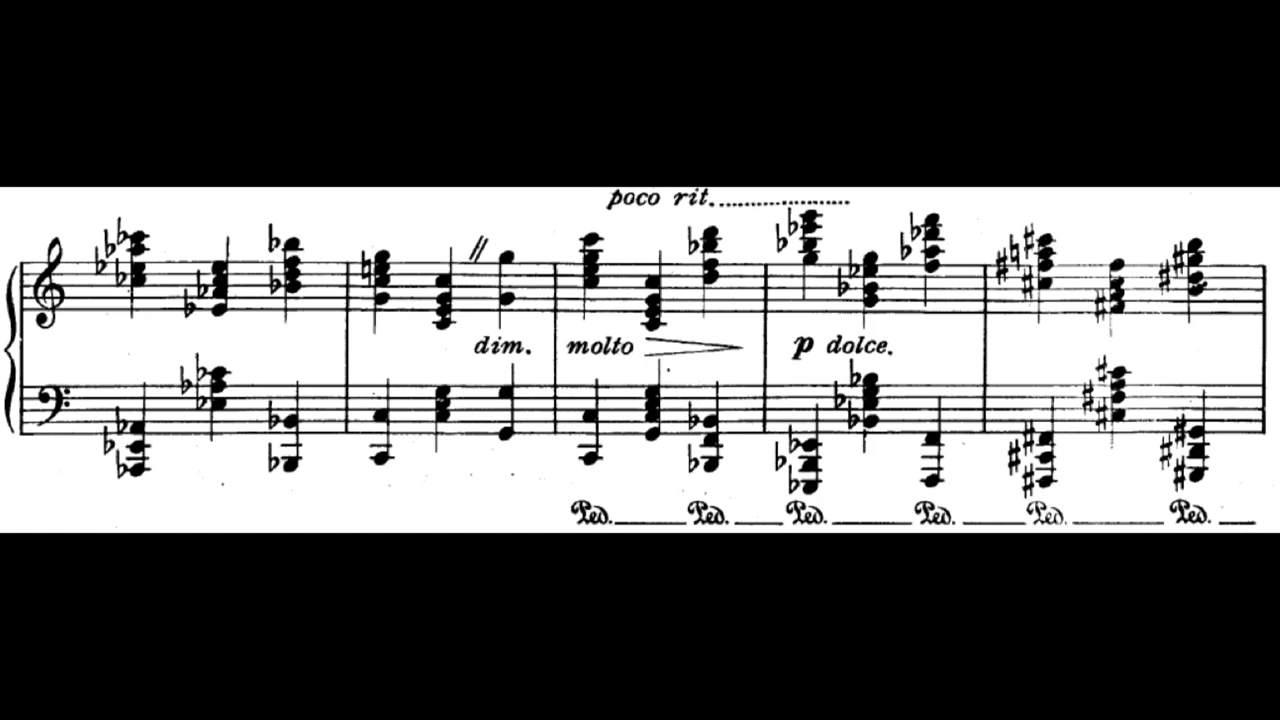 poco rit.....................
dim. molto p dolce.
Ped. Ped. Ped. Ped. Ped. Ped.